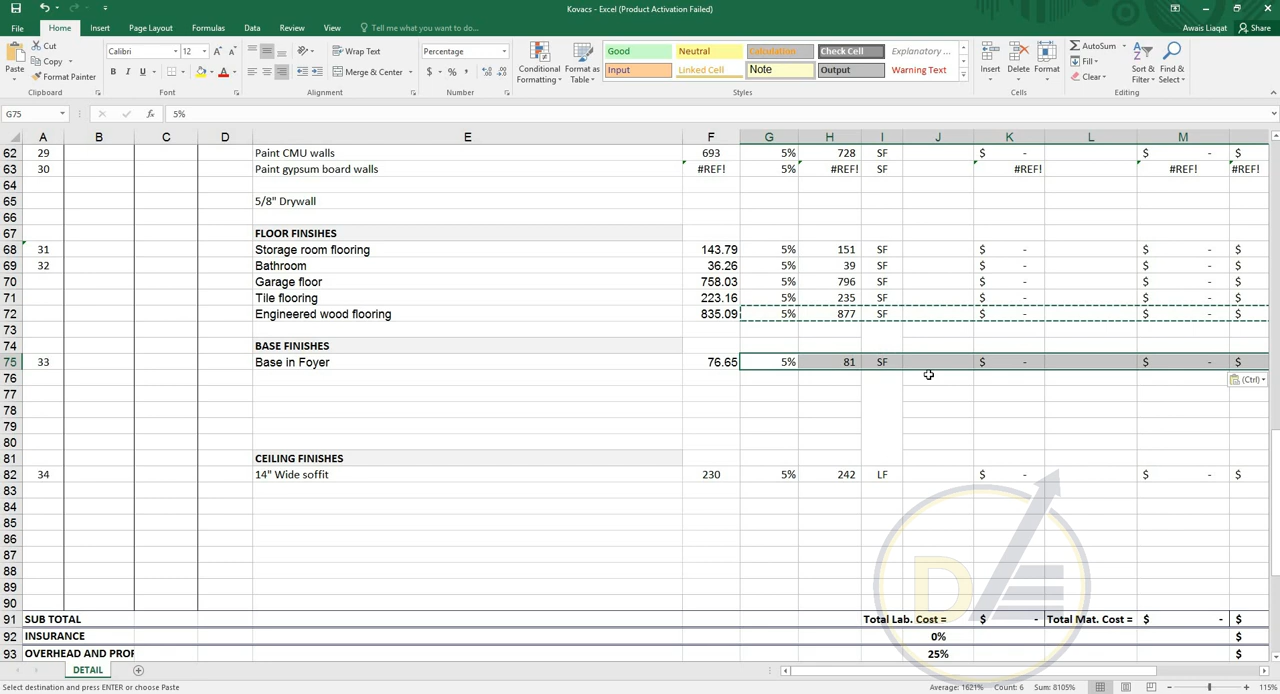 Kovacs - Excel (Product Activation Failed)
File Home Insert Page Layout Formulas Data Review View Tell me what you want to do... Awais Liaqat Share
Paste Cut Copy Format Painter
Calibri 12 Wrap Text Merge & Center
Percentage
Conditional Formatting Format as Table
Good Neutral Calculation Check Cell Explanatory ...
Input Linked Cell Note Output Warning Text
Insert Delete Format AutoSum Fill Clear Sort & Filter Find & Select
Clipboard Font Alignment Number Styles Cells Editing
G75 fx 5%
A B C D E F G H I J K L M
62 29 Paint CMU walls 693 5% 728 SF $ - $ - $
63 30 Paint gypsum board walls #REF! 5% #REF! SF #REF! #REF! #REF!
64
65 5/8" Drywall
66
67 FLOOR FINSIHES
68 31 Storage room flooring 143.79 5% 151 SF $ - $ - $
69 32 Bathroom 36.26 5% 39 SF $ - $ - $
70 Garage floor 758.03 5% 796 SF $ - $ - $
71 Tile flooring 223.16 5% 235 SF $ - $ - $
72 Engineered wood flooring 835.09 5% 877 SF $ - $ - $
73
74 BASE FINISHES
75 33 Base in Foyer 76.65 5% 81 SF $ - $ - $
76 (Ctrl)
77
78
79
80
81 CEILING FINISHES
82 34 14" Wide soffit 230 5% 242 LF $ - $ - $
83
84
85
86
87
88
89
90
91 SUB TOTAL Total Lab. Cost = $ - Total Mat. Cost = $ - $
92 INSURANCE 0% $
93 OVERHEAD AND PROF 25% $
DETAIL
Select destination and press ENTER or choose Paste Average: 1621% Count: 6 Sum: 8105% 115%